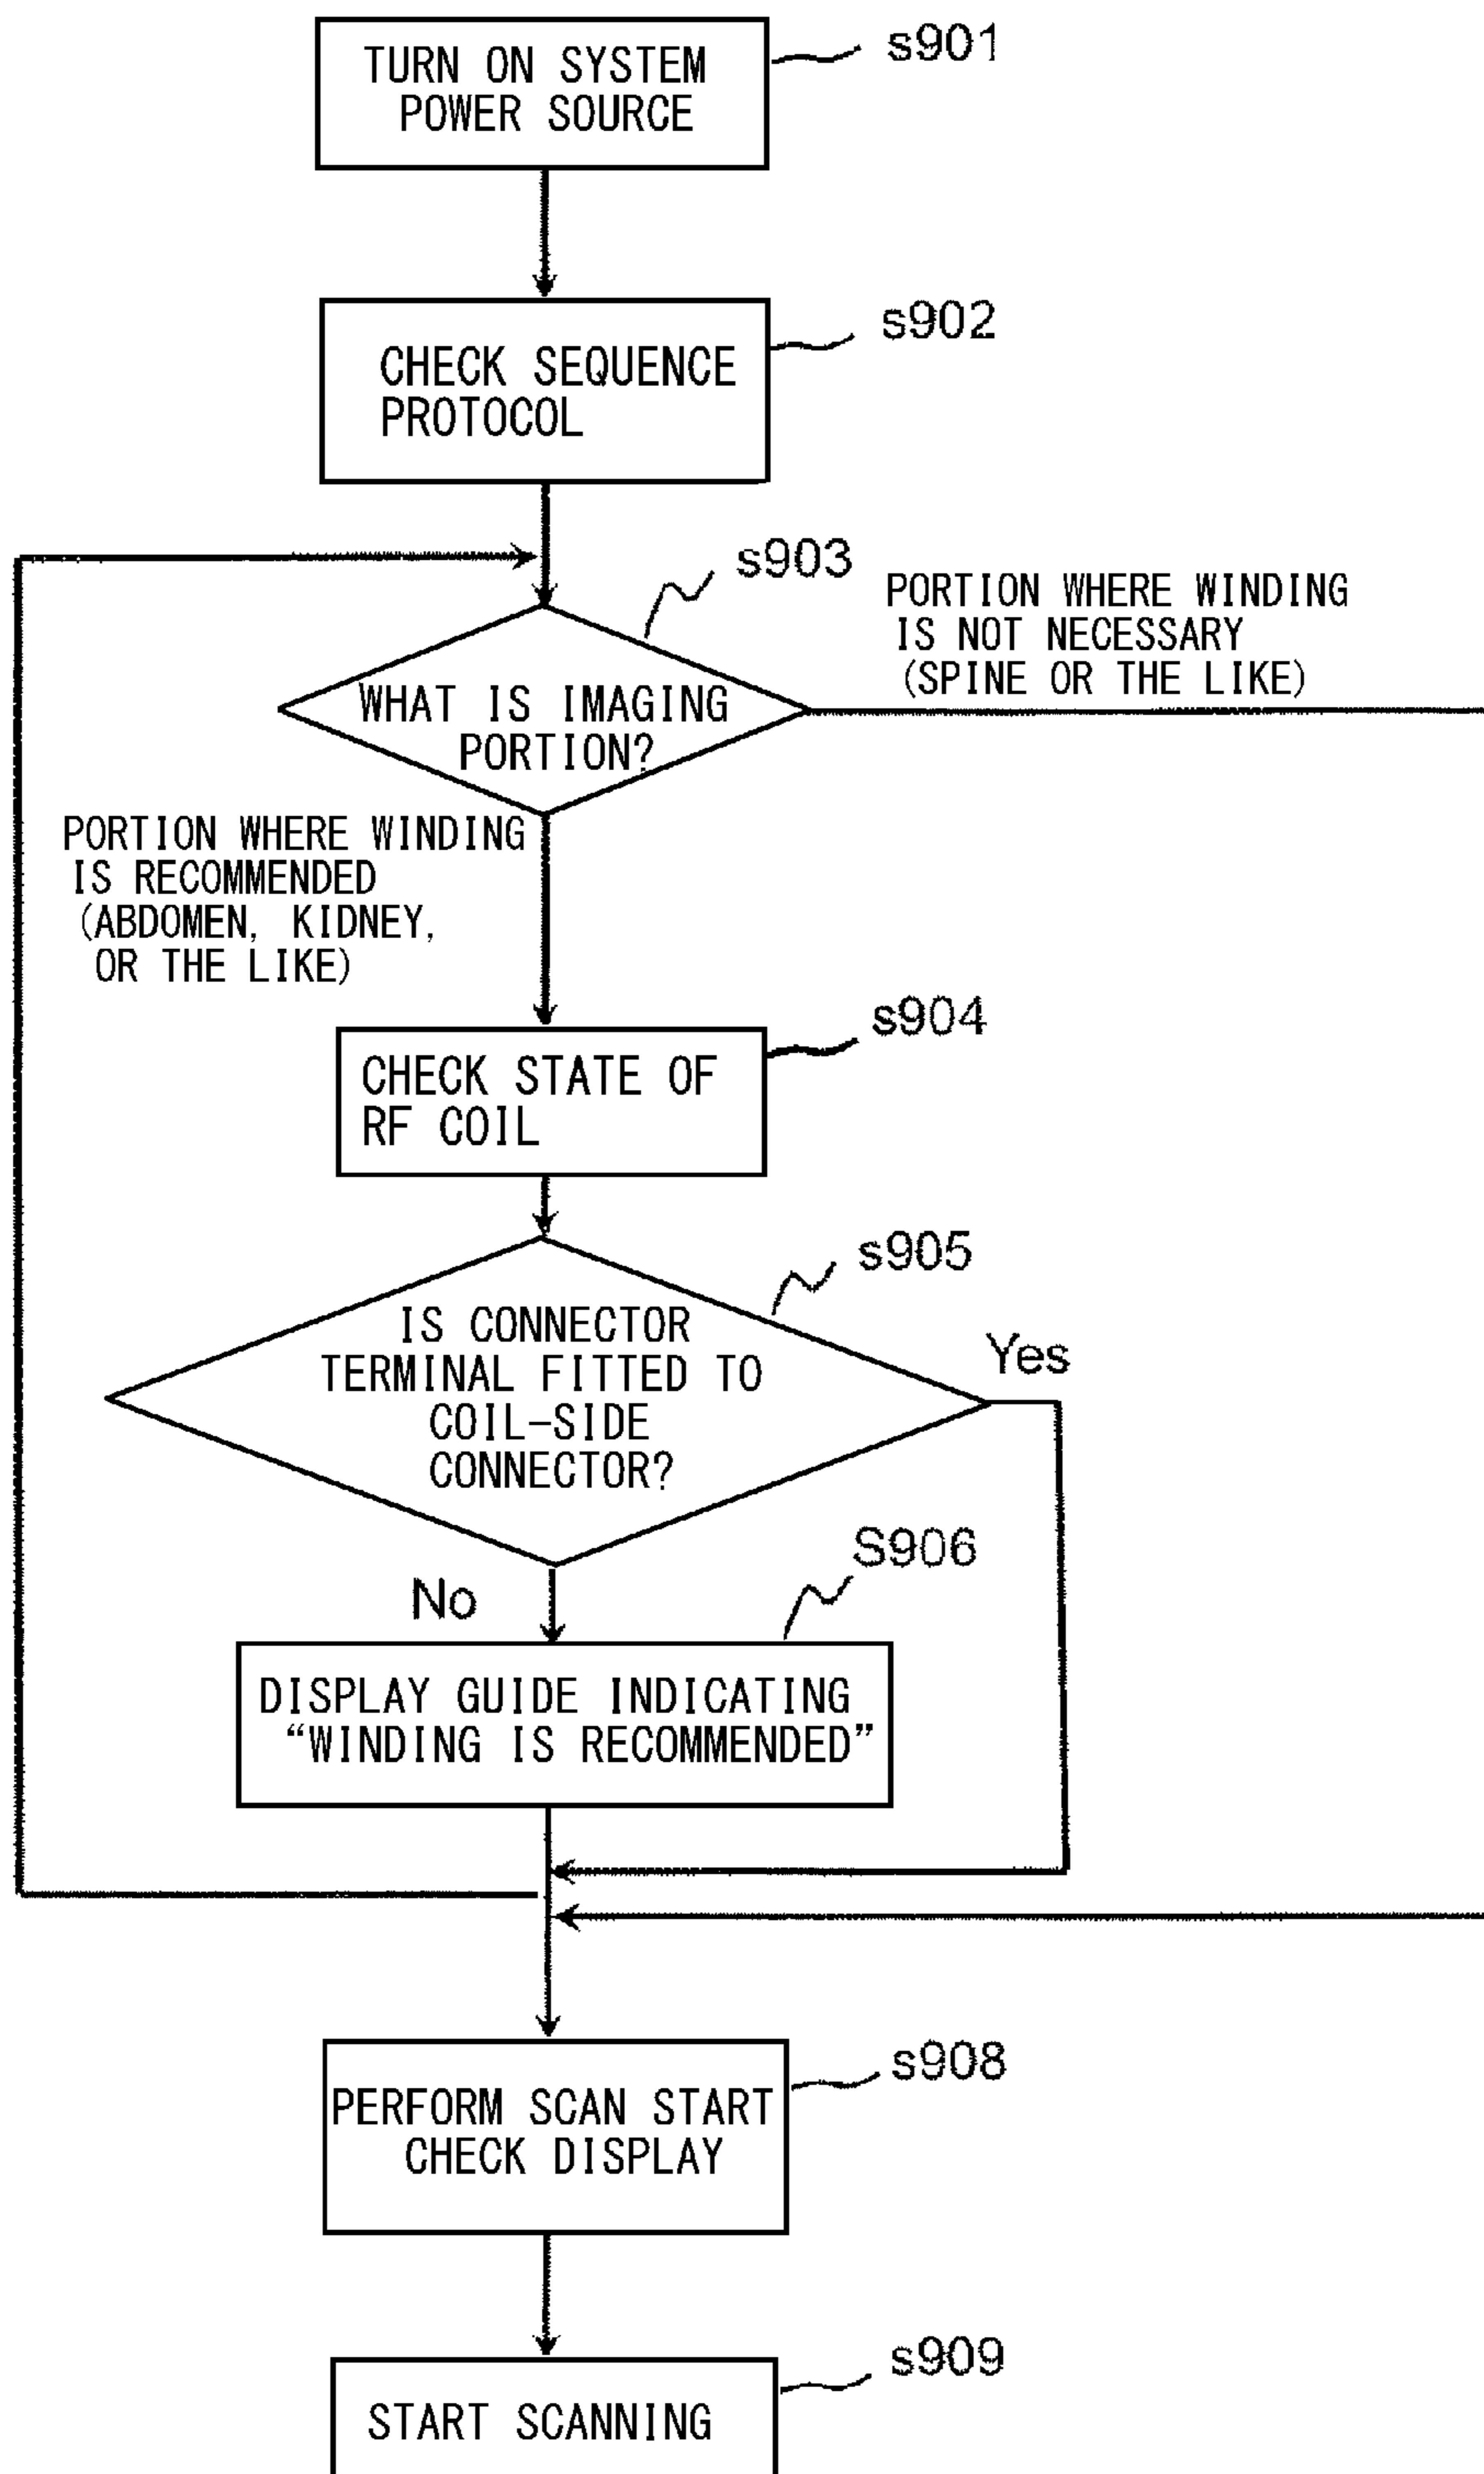 TURN ON SYSTEM
POWER SOURCE
s901
CHECK SEQUENCE
PROTOCOL
s902
s903
WHAT IS IMAGING
PORTION?
PORTION WHERE WINDING
IS NOT NECESSARY
(SPINE OR THE LIKE)
PORTION WHERE WINDING
IS RECOMMENDED
(ABDOMEN, KIDNEY,
OR THE LIKE)
s904
CHECK STATE OF
RF COIL
s905
IS CONNECTOR
TERMINAL FITTED TO
COIL-SIDE
CONNECTOR?
Yes
No
S906
DISPLAY GUIDE INDICATING
“WINDING IS RECOMMENDED”
s908
PERFORM SCAN START
CHECK DISPLAY
s909
START SCANNING